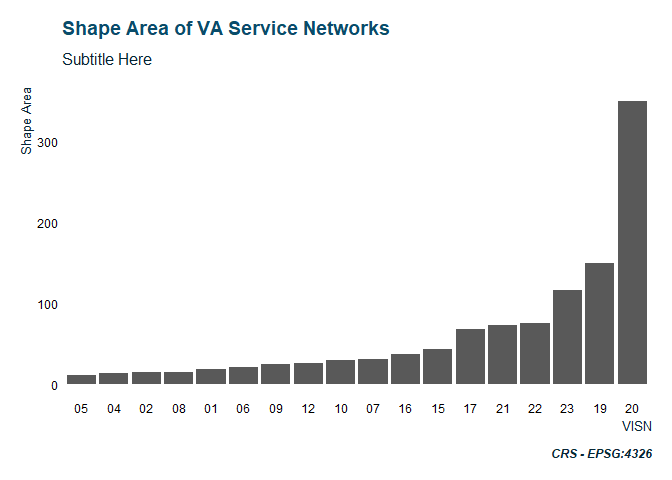 Shape Area of VA Service Networks
Subtitle Here
Shape Area
300
200
100
0
05 04 02 08 01 06 09 12 10 07 16 15 17 21 22 23 19 20
VISN
CRS - EPSG:4326